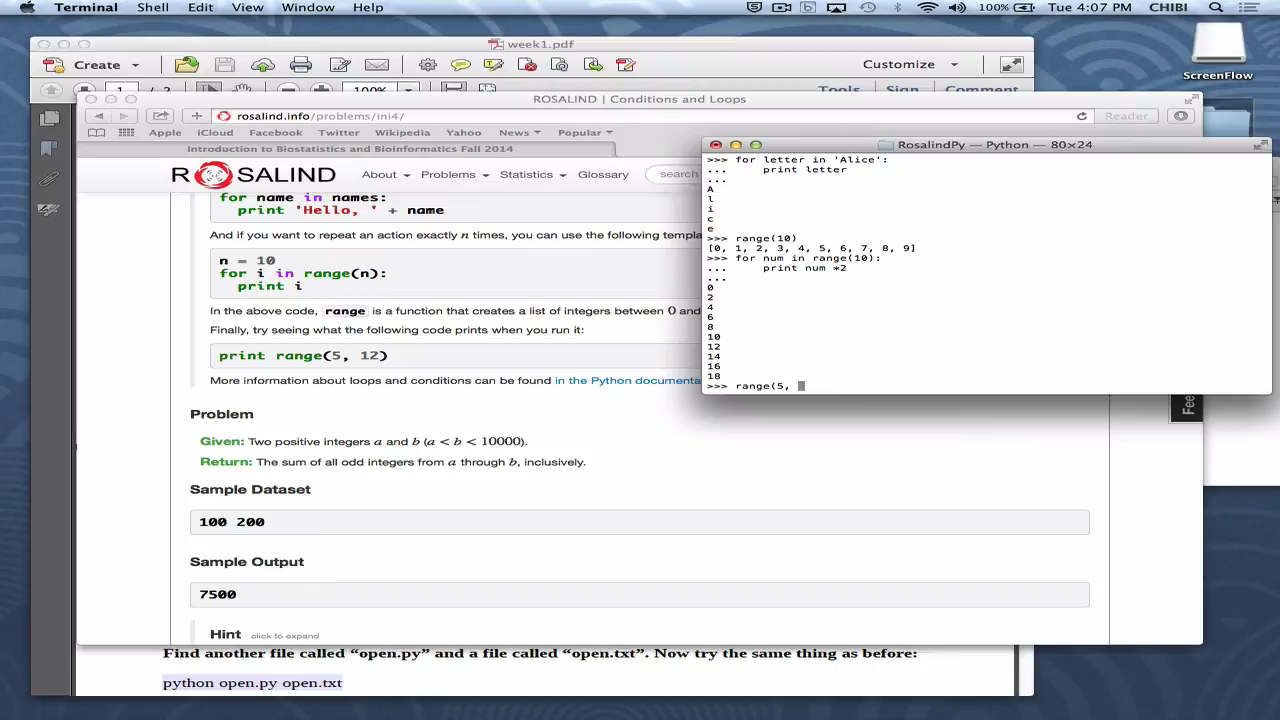 Terminal Shell Edit View Window Help 100% Tue 4:07 PM CHIBI
week1.pdf
Create Customize
1 / 2 100% Tools Sign Comment
ROSALIND | Conditions and Loops
rosalind.info/problems/ini4/ Reader
Apple iCloud Facebook Twitter Wikipedia Yahoo News Popular
Introduction to Biostatistics and Bioinformatics Fall 2014
ROSALIND About Problems Statistics Glossary search
for name in names:
print 'Hello, ' + name
And if you want to repeat an action exactly n times, you can use the following templa
n = 10
for i in range(n):
print i
In the above code, range is a function that creates a list of integers between 0 and
Finally, try seeing what the following code prints when you run it:
print range(5, 12)
More information about loops and conditions can be found in the Python documenta
Problem
Given: Two positive integers a and b (a < b < 10000).
Return: The sum of all odd integers from a through b, inclusively.
Sample Dataset
100 200
Sample Output
7500
Hint click to expand
Find another file called “open.py” and a file called “open.txt”. Now try the same thing as before:
python open.py open.txt
RosalindPy — Python — 80×24
>>> for letter in 'Alice':
... print letter
...
A
l
i
c
e
>>> range(10)
[0, 1, 2, 3, 4, 5, 6, 7, 8, 9]
>>> for num in range(10):
... print num *2
...
0
2
4
6
8
10
12
14
16
18
>>> range(5,
ScreenFlow
Fee